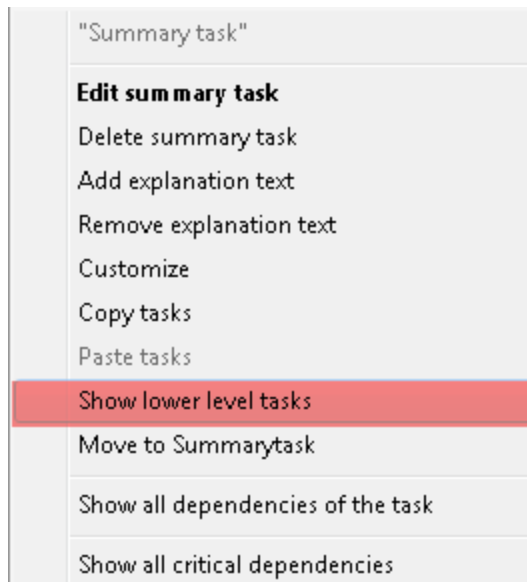 "Summary task"
Edit summary task
Delete summary task
Add explanation text
Remove explanation text
Customize
Copy tasks
Paste tasks
Show lower level tasks
Move to Summarytask
Show all dependencies of the task
Show all critical dependencies